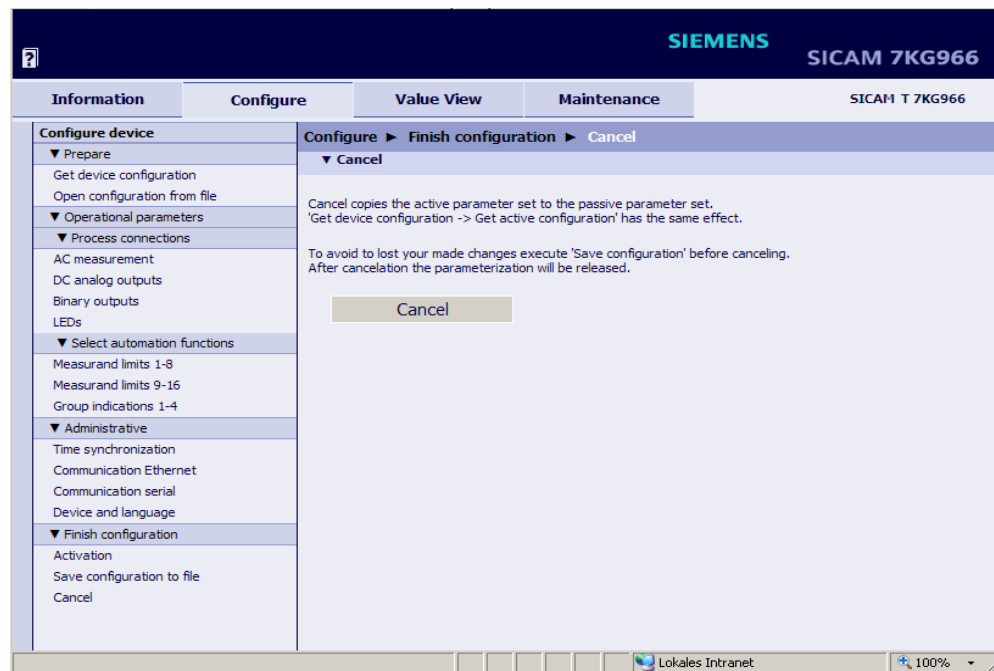 SIEMENS
SICAM 7KG966
?
Information
Configure
Value View
Maintenance
SICAM T 7KG966
Configure device
▼ Prepare
Get device configuration
Open configuration from file
▼ Operational parameters
▼ Process connections
AC measurement
DC analog outputs
Binary outputs
LEDs
▼ Select automation functions
Measurand limits 1-8
Measurand limits 9-16
Group indications 1-4
▼ Administrative
Time synchronization
Communication Ethernet
Communication serial
Device and language
▼ Finish configuration
Activation
Save configuration to file
Cancel
Configure ► Finish configuration ► Cancel
▼ Cancel
Cancel copies the active parameter set to the passive parameter set.
'Get device configuration -> Get active configuration' has the same effect.
To avoid to lost your made changes execute 'Save configuration' before canceling.
After cancelation the parameterization will be released.
Cancel
Lokales Intranet
100%